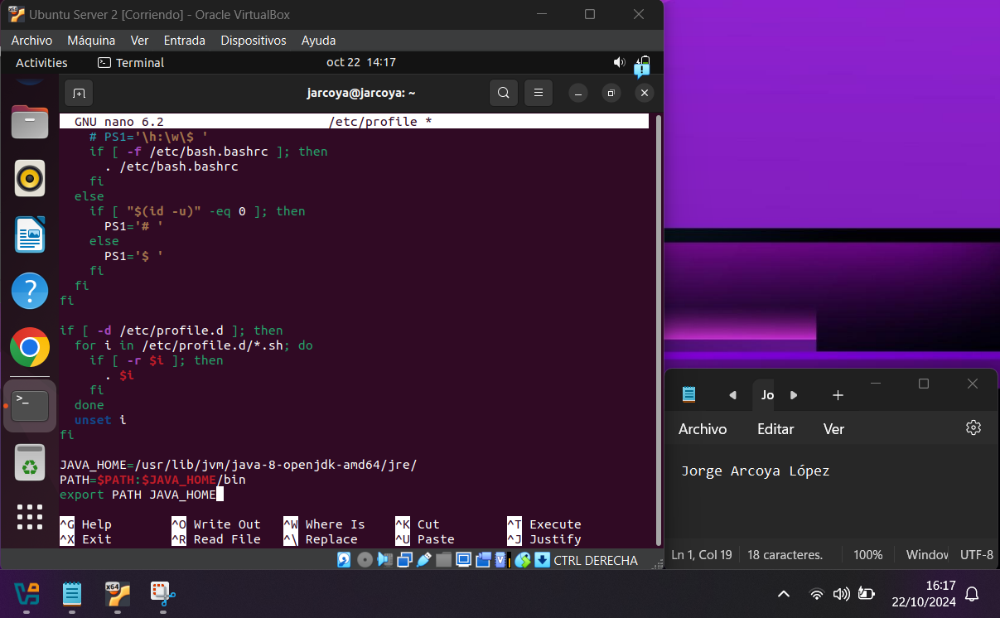 Ubuntu Server 2 [Corriendo] - Oracle VirtualBox
Archivo Máquina Ver Entrada Dispositivos Ayuda
Activities Terminal oct 22 14:17
jarcoya@jarcoya: ~
GNU nano 6.2 /etc/profile *
# PS1='\h:\w\$ '
if [ -f /etc/bash.bashrc ]; then
. /etc/bash.bashrc
fi
else
if [ "$(id -u)" -eq 0 ]; then
PS1='# '
else
PS1='$ '
fi
fi
fi
if [ -d /etc/profile.d ]; then
for i in /etc/profile.d/*.sh; do
if [ -r $i ]; then
. $i
fi
done
unset i
fi
JAVA_HOME=/usr/lib/jvm/java-8-openjdk-amd64/jre/
PATH=$PATH:$JAVA_HOME/bin
export PATH JAVA_HOME
^G Help ^O Write Out ^W Where Is ^K Cut ^T Execute
^X Exit ^R Read File ^\ Replace ^U Paste ^J Justify
CTRL DERECHA
Jo
Archivo Editar Ver
Jorge Arcoya López
Ln 1, Col 19 18 caracteres. 100% Window UTF-8
x64
16:17
22/10/2024